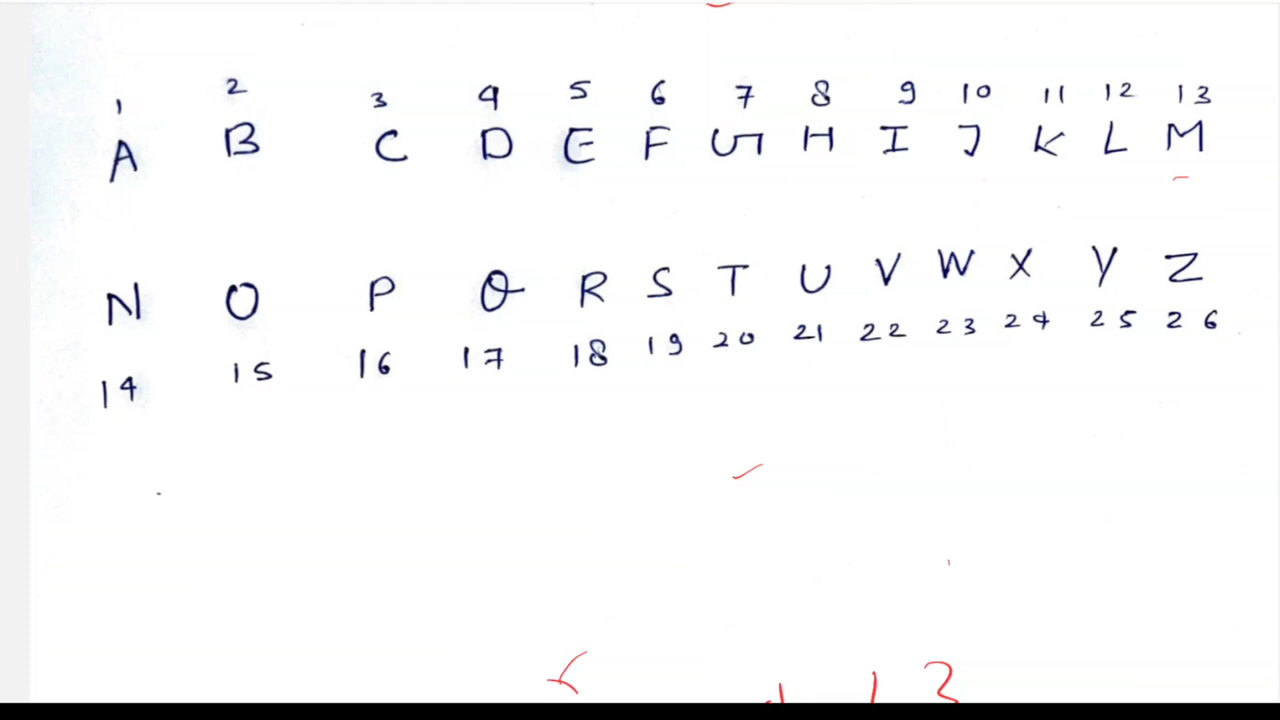 1 2 3 4 5 6 7 8 9 10 11 12 13
A B C D E F G H I J K L M
N O P Q R S T U V W X Y Z
14 15 16 17 18 19 20 21 22 23 24 25 26